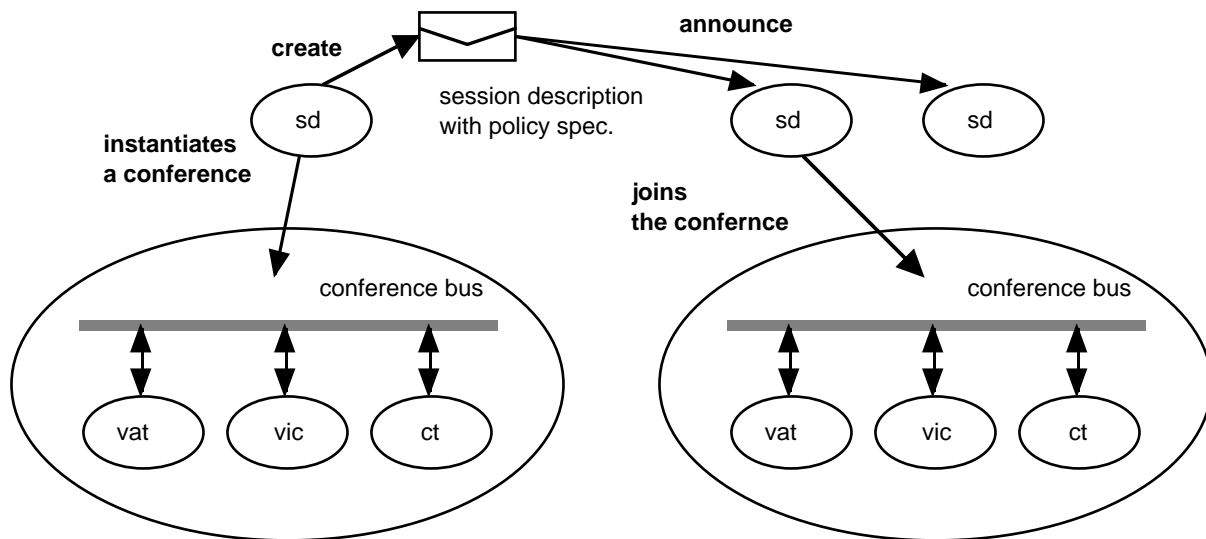 announce
create
session description
with policy spec.
sd
sd
sd
instantiates
a conference
joins
the confernce
conference bus
conference bus
vat
vic
ct
vat
vic
ct